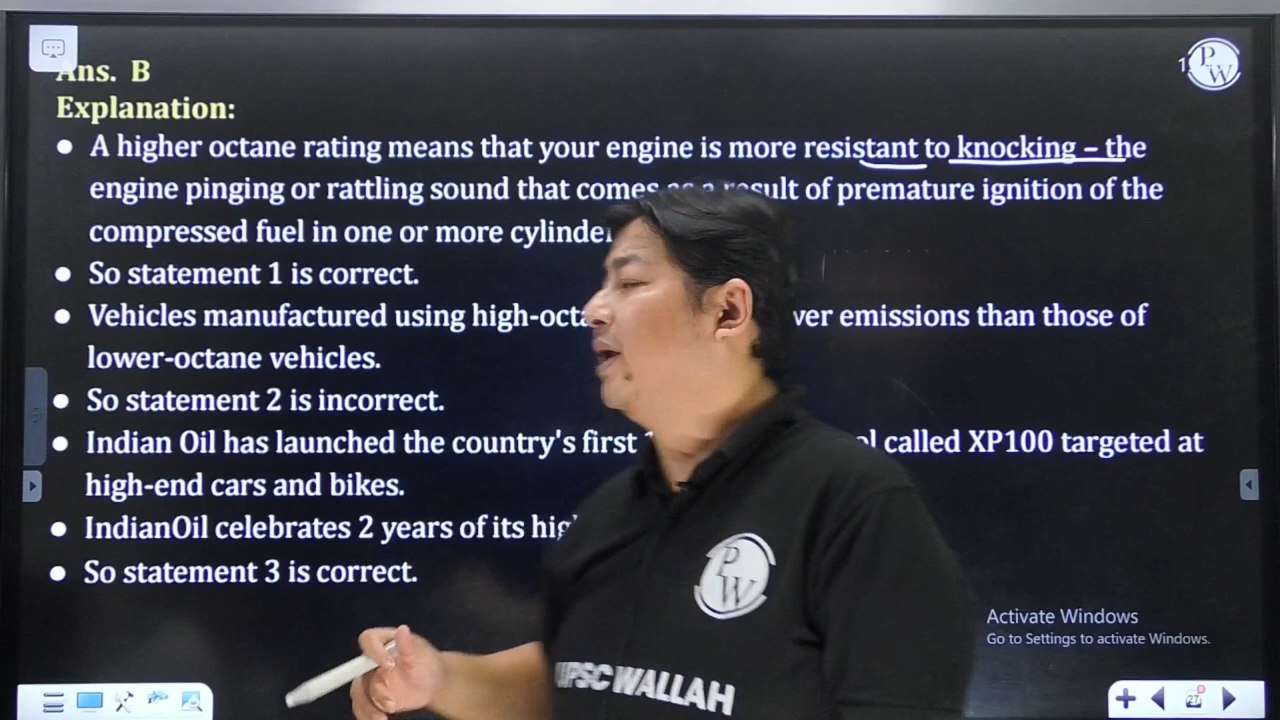 Ans. B
Explanation:
● A higher octane rating means that your engine is more resistant to knocking – the
engine pinging or rattling sound that comes as a result of premature ignition of the
compressed fuel in one or more
● So statement 1 is correct.
● Vehicles manufactured using emissions than those of
lower-octane vehicles.
● So statement 2 is incorrect.
● Indian Oil has launched the country's first called XP100 targeted at
high-end cars and bikes.
● IndianOil celebrates 2 years of its
● So statement 3 is correct.
PW
PW
UPSC WALLAH
Activate Windows
Go to Settings to activate Windows.
27